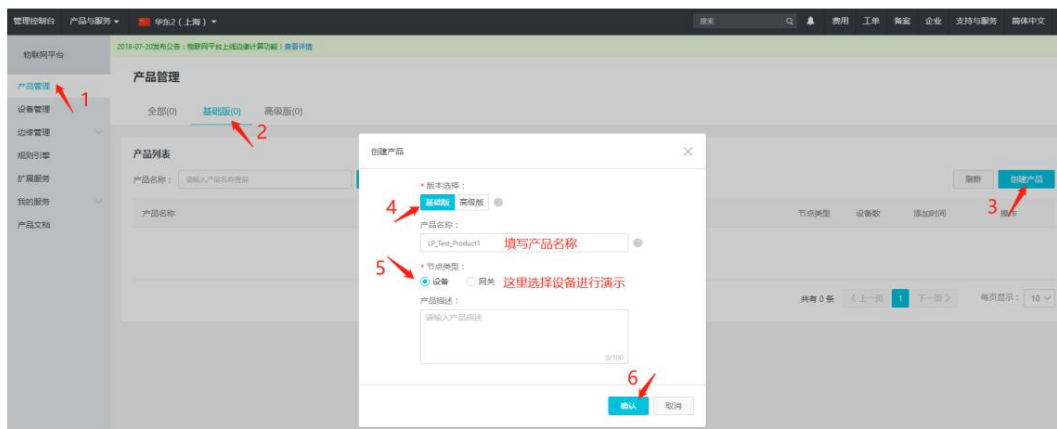 管理控制台 产品与服务 华东2（上海） 搜索 费用 工单 备案 企业 支持与服务 简体中文
物联网平台
2018-07-20发布公告：物联网平台上线边缘计算功能！查看详情
产品管理
设备管理
边缘管理
规则引擎
扩展服务
我的服务
产品文档
1
产品管理
全部(0) 基础版(0) 高级版(0)
2
产品列表
产品名称： 请输入产品名称查询
刷新 创建产品
3
产品名称 节点类型 设备数 添加时间 操作
共有 0 条 上一页 1 下一页 每页显示： 10
创建产品
* 版本选择：
4 基础版 高级版
产品名称：
LP_Test_Product1 填写产品名称
* 节点类型：
5 设备 网关 这里选择设备进行演示
产品描述：
请输入产品描述
0/100
6
确认 取消